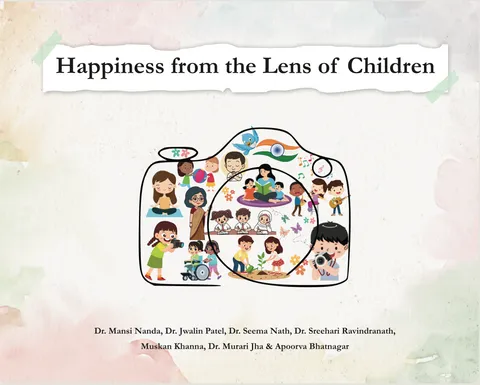 Happiness from the Lens of Children
Dr. Mansi Nanda, Dr. Jwalin Patel, Dr. Seema Nath, Dr. Sreehari Ravindranath,
Muskan Khanna, Dr. Murari Jha & Apoorva Bhatnagar